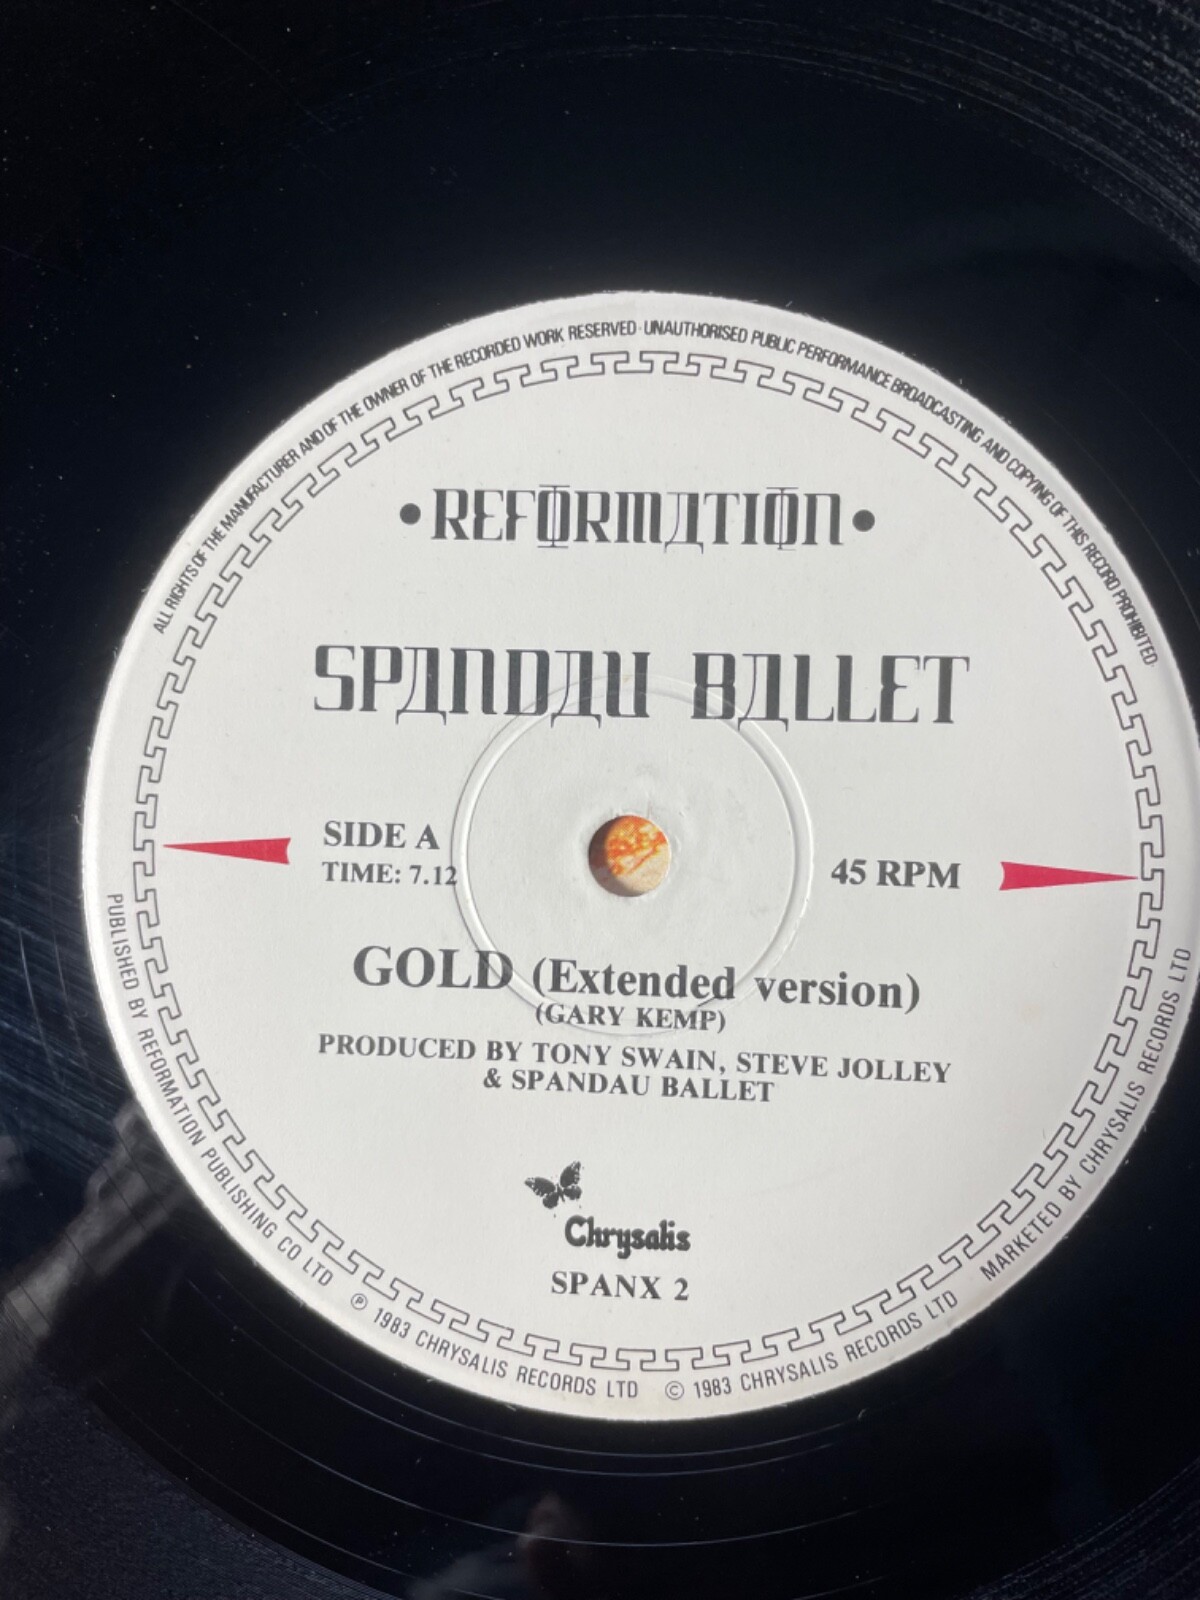 ALL RIGHTS OF THE MANUFACTURER AND OF THE OWNER OF THE RECORDED WORK RESERVED · UNAUTHORISED PUBLIC PERFORMANCE BROADCASTING AND COPYING OF THIS RECORD PROHIBITED
• REFORMATION •
SPANDAU BALLET
SIDE A
TIME: 7.12
45 RPM
GOLD (Extended version)
(GARY KEMP)
PRODUCED BY TONY SWAIN, STEVE JOLLEY
& SPANDAU BALLET
Chrysalis
SPANX 2
PUBLISHED BY REFORMATION PUBLISHING CO LTD
℗ 1983 CHRYSALIS RECORDS LTD © 1983 CHRYSALIS RECORDS LTD
MARKETED BY CHRYSALIS RECORDS LTD